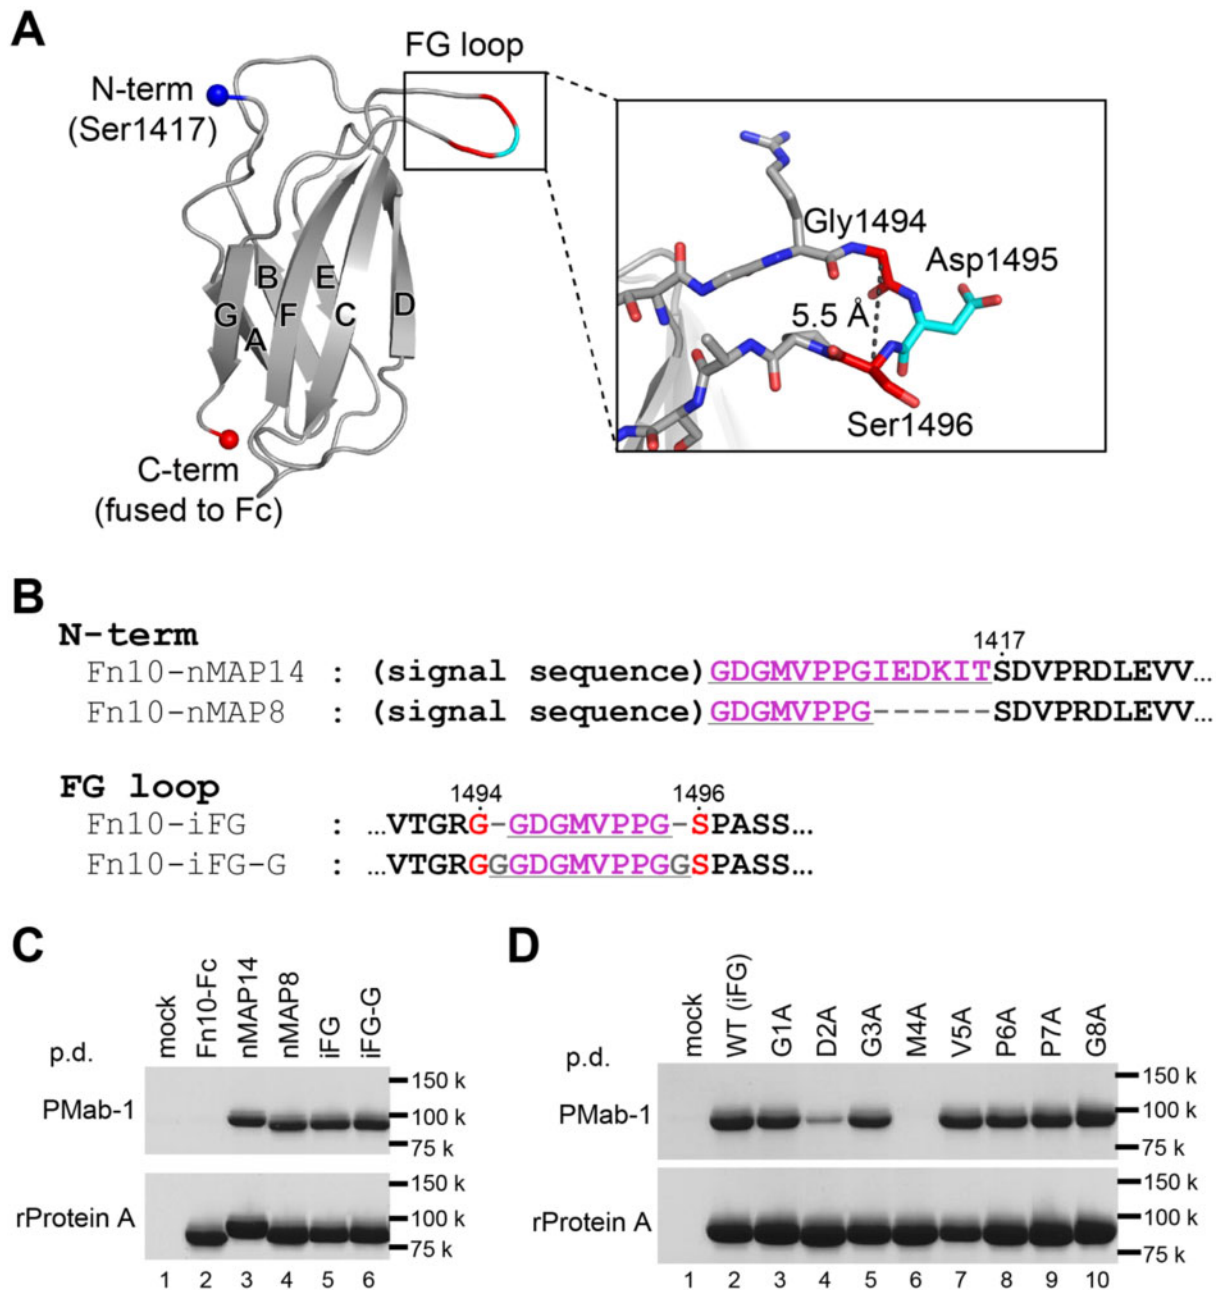 A
FG loop
N-term
(Ser1417)
B
E
G
F
C
D
A
C-term
(fused to Fc)
Gly1494
Asp1495
5.5 Å
Ser1496
B
N-term
1417
Fn10-nMAP14 : (signal sequence)GDGMVPPGIEDKITSDVPRDLEVV...
Fn10-nMAP8 : (signal sequence)GDGMVPPG------SDVPRDLEVV...
FG loop
1494 1496
Fn10-iFG : ...VTGRG-GDGMVPPG-SPASS...
Fn10-iFG-G : ...VTGRGGGDGMVPPGGSPASS...
C
mock
Fn10-Fc
nMAP14
nMAP8
iFG
iFG-G
p.d.
PMab-1
150 k
100 k
75 k
rProtein A
150 k
100 k
75 k
1 2 3 4 5 6
D
mock
WT (iFG)
G1A
D2A
G3A
M4A
V5A
P6A
P7A
G8A
p.d.
PMab-1
150 k
100 k
75 k
rProtein A
150 k
100 k
75 k
1 2 3 4 5 6 7 8 9 10